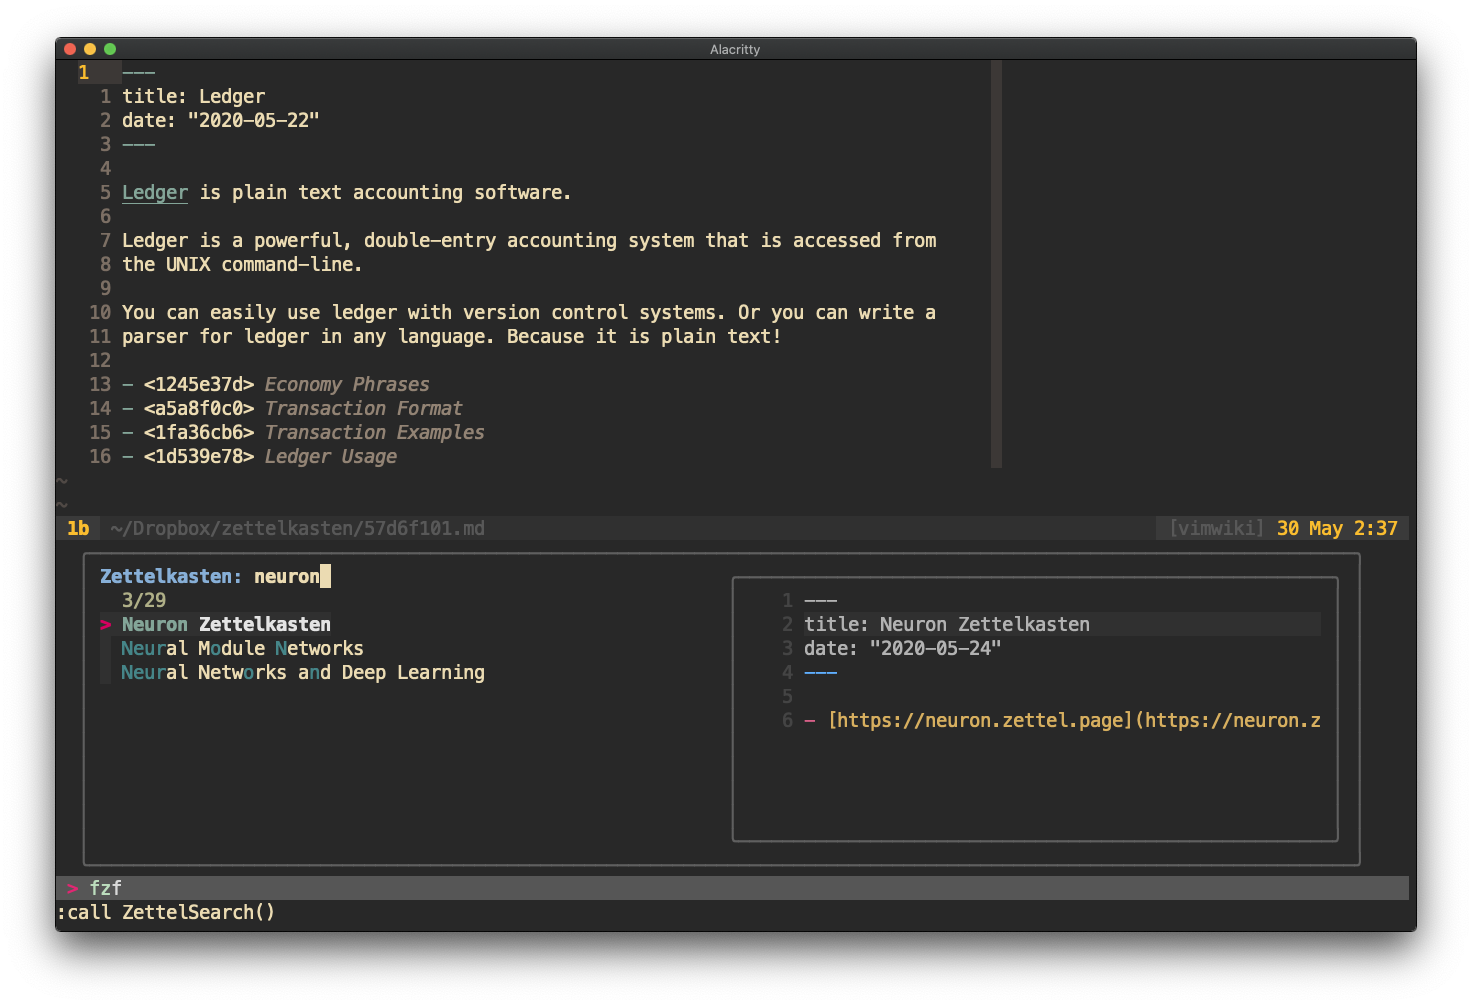 Alacritty
1 ---
1 title: Ledger
2 date: "2020-05-22"
3 ---
4
5 Ledger is plain text accounting software.
6
7 Ledger is a powerful, double-entry accounting system that is accessed from
8 the UNIX command-line.
9
10 You can easily use ledger with version control systems. Or you can write a
11 parser for ledger in any language. Because it is plain text!
12
13 - <1245e37d> Economy Phrases
14 - <a5a8f0c0> Transaction Format
15 - <1fa36cb6> Transaction Examples
16 - <1d539e78> Ledger Usage
~
~
1b ~/Dropbox/zettelkasten/57d6f101.md [vimwiki] 30 May 2:37
Zettelkasten: neuron
3/29
> Neuron Zettelkasten
Neural Module Networks
Neural Networks and Deep Learning
1 ---
2 title: Neuron Zettelkasten
3 date: "2020-05-24"
4 ---
5
6 - [https://neuron.zettel.page](https://neuron.z
> fzf
:call ZettelSearch()